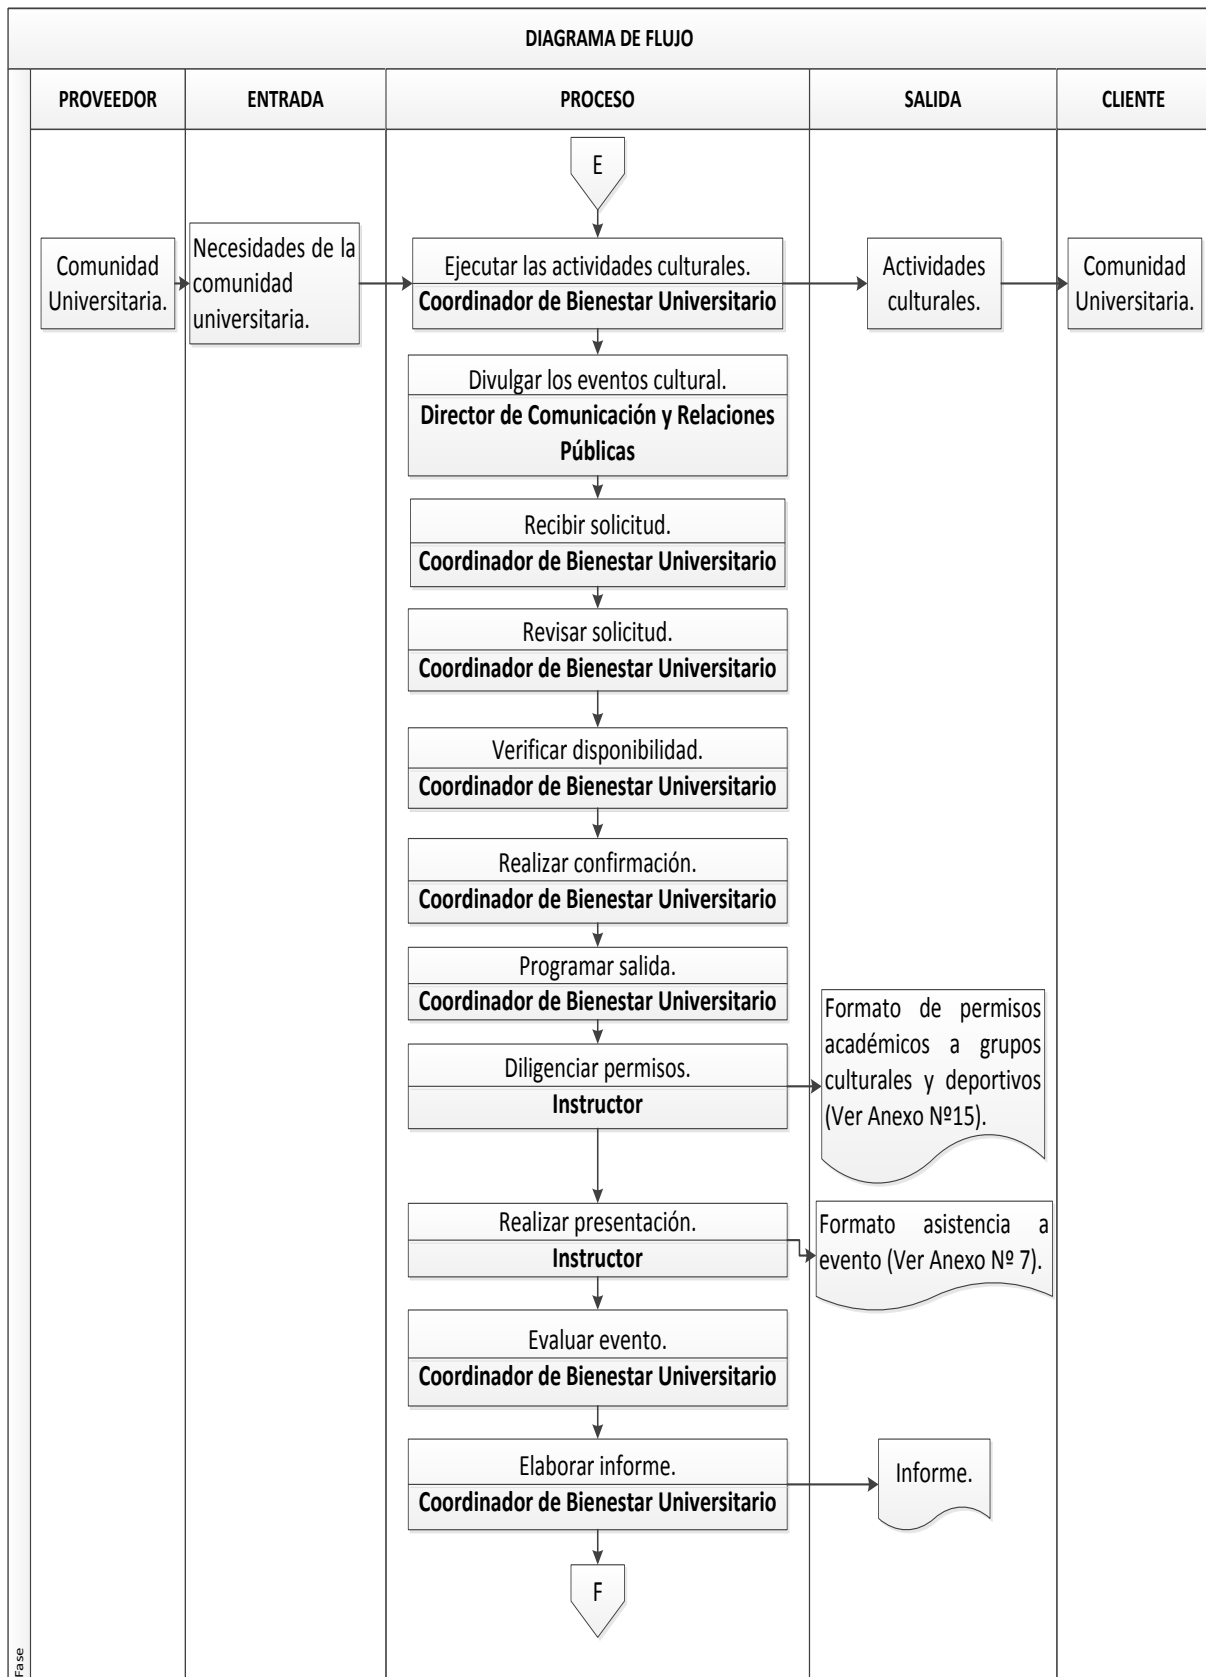 DIAGRAMA DE FLUJO
PROVEEDOR
ENTRADA
PROCESO
SALIDA
CLIENTE
E
Comunidad
Universitaria.
Necesidades de la
comunidad
universitaria.
Ejecutar las actividades culturales.
Coordinador de Bienestar Universitario
Actividades
culturales.
Comunidad
Universitaria.
Divulgar los eventos cultural.
Director de Comunicación y Relaciones
Públicas
Recibir solicitud.
Coordinador de Bienestar Universitario
Revisar solicitud.
Coordinador de Bienestar Universitario
Verificar disponibilidad.
Coordinador de Bienestar Universitario
Realizar confirmación.
Coordinador de Bienestar Universitario
Programar salida.
Coordinador de Bienestar Universitario
Diligenciar permisos.
Instructor
Formato de permisos
académicos a grupos
culturales y deportivos
(Ver Anexo Nº15).
Realizar presentación.
Instructor
Formato asistencia a
evento (Ver Anexo Nº 7).
Evaluar evento.
Coordinador de Bienestar Universitario
Elaborar informe.
Coordinador de Bienestar Universitario
Informe.
F
Fase